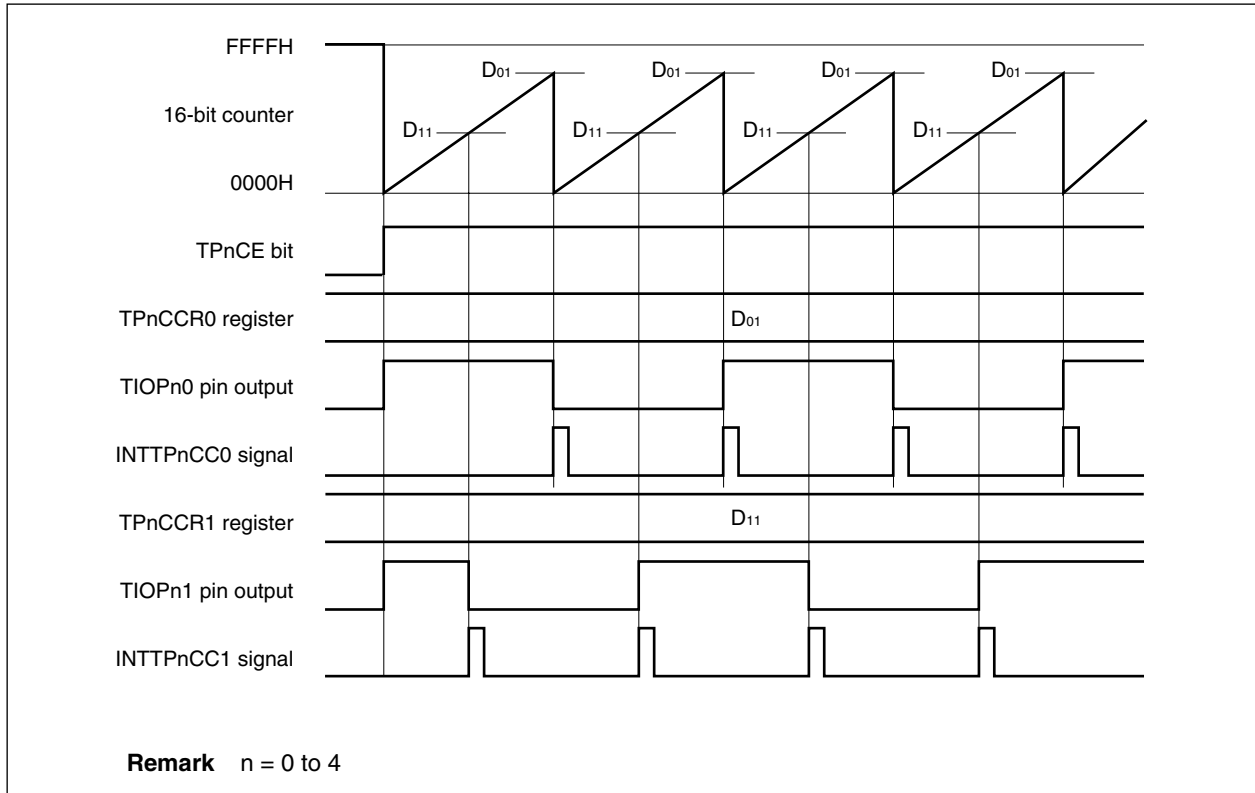 FFFFH
D01 D01 D01 D01
16-bit counter
D11 D11 D11 D11
0000H
TPnCE bit
TPnCCR0 register
D01
TIOPn0 pin output
INTTPnCC0 signal
TPnCCR1 register
D11
TIOPn1 pin output
INTTPnCC1 signal
Remark n = 0 to 4